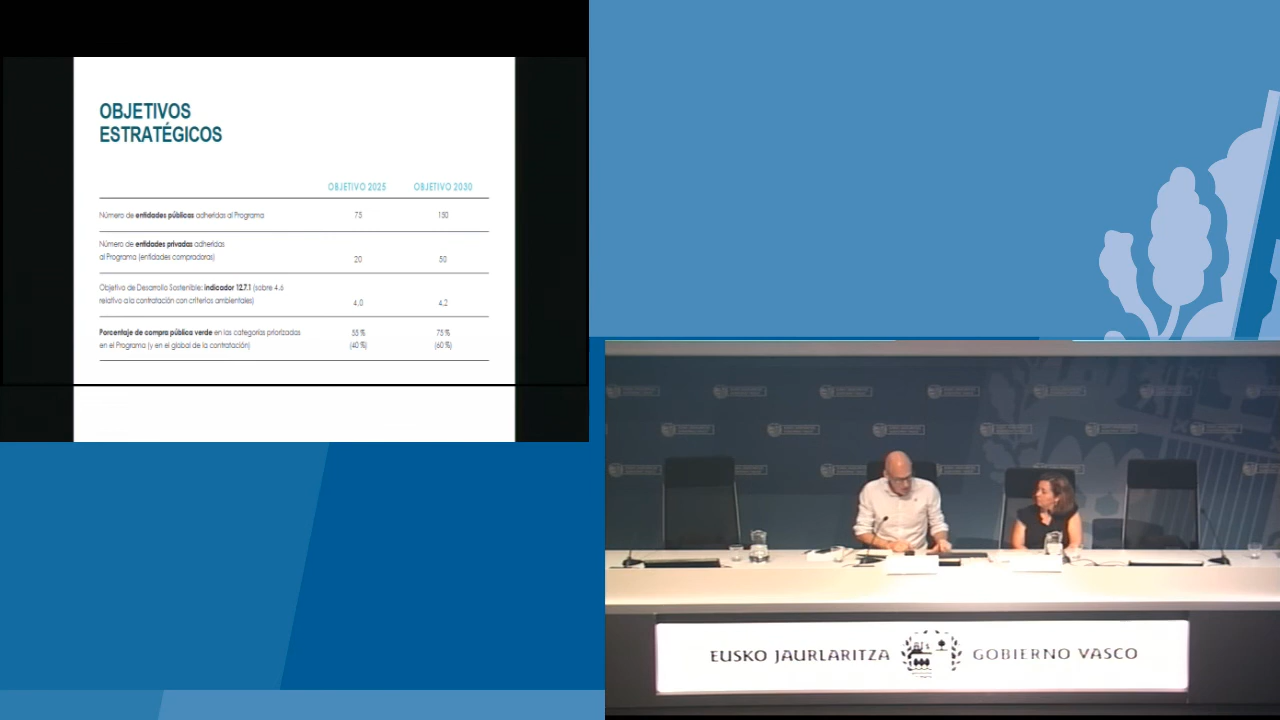 OBJETIVOS
ESTRATÉGICOS
OBJETIVO 2025 OBJETIVO 2030
Número de entidades públicas adheridas al Programa 75 150
Número de entidades privadas adheridas
al Programa (entidades compradoras) 20 50
Objetivo de Desarrollo Sostenible: indicador 12.7.1 (sobre 4,6
relativo a la contratación con criterios ambientales) 4,0 4,2
Porcentaje de compra pública verde en las categorías priorizadas 55 % 75 %
en el Programa (y en el global de la contratación) (40 %) (60 %)
EUSKO JAURLARITZA GOBIERNO VASCO